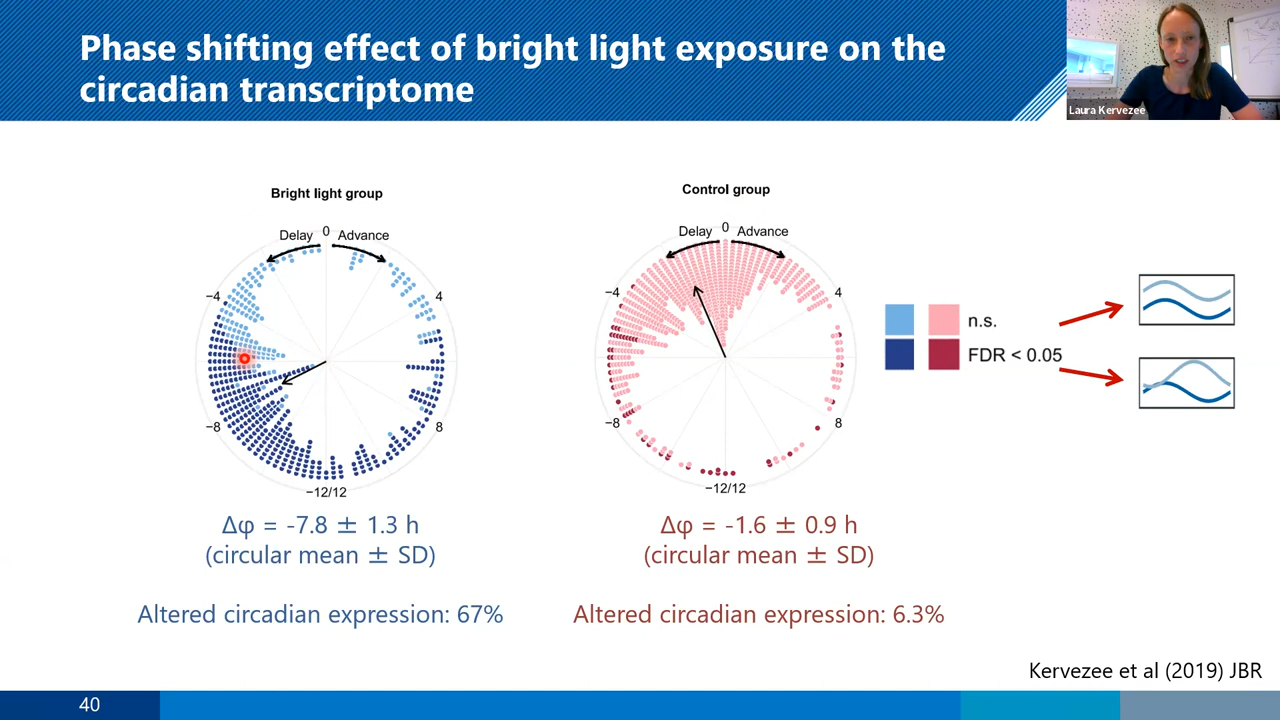 Phase shifting effect of bright light exposure on the
circadian transcriptome
Laura Kervezee
Bright light group
Delay 0 Advance
−4
4
−8
8
−12/12
Control group
Delay 0 Advance
−4
4
−8
8
−12/12
n.s.
FDR < 0.05
Δφ = -7.8 ± 1.3 h
(circular mean ± SD)
Altered circadian expression: 67%
Δφ = -1.6 ± 0.9 h
(circular mean ± SD)
Altered circadian expression: 6.3%
Kervezee et al (2019) JBR
40